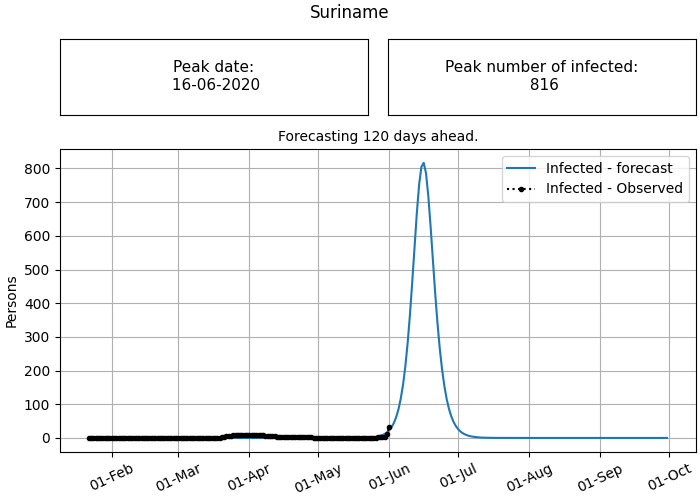 Suriname
Peak date:
16-06-2020
Peak number of infected:
816
Forecasting 120 days ahead.
Infected - forecast
Infected - Observed
Persons
800
700
600
500
400
300
200
100
0
01-Feb
01-Mar
01-Apr
01-May
01-Jun
01-Jul
01-Aug
01-Sep
01-Oct